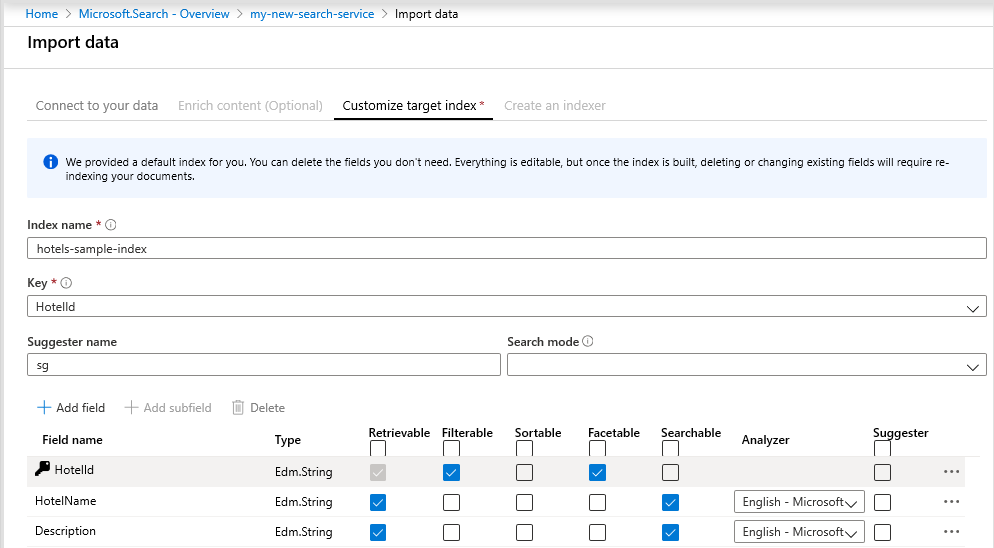 Home > Microsoft.Search - Overview > my-new-search-service > Import data
Import data
Connect to your data Enrich content (Optional) Customize target index * Create an indexer
We provided a default index for you. You can delete the fields you don't need. Everything is editable, but once the index is built, deleting or changing existing fields will require re-
indexing your documents.
Index name *
hotels-sample-index
Key *
HotelId
Suggester name Search mode
sg
Add field Add subfield Delete
Field name Type Retrievable Filterable Sortable Facetable Searchable Analyzer Suggester
HotelId Edm.String
HotelName Edm.String English - Microsoft
Description Edm.String English - Microsoft